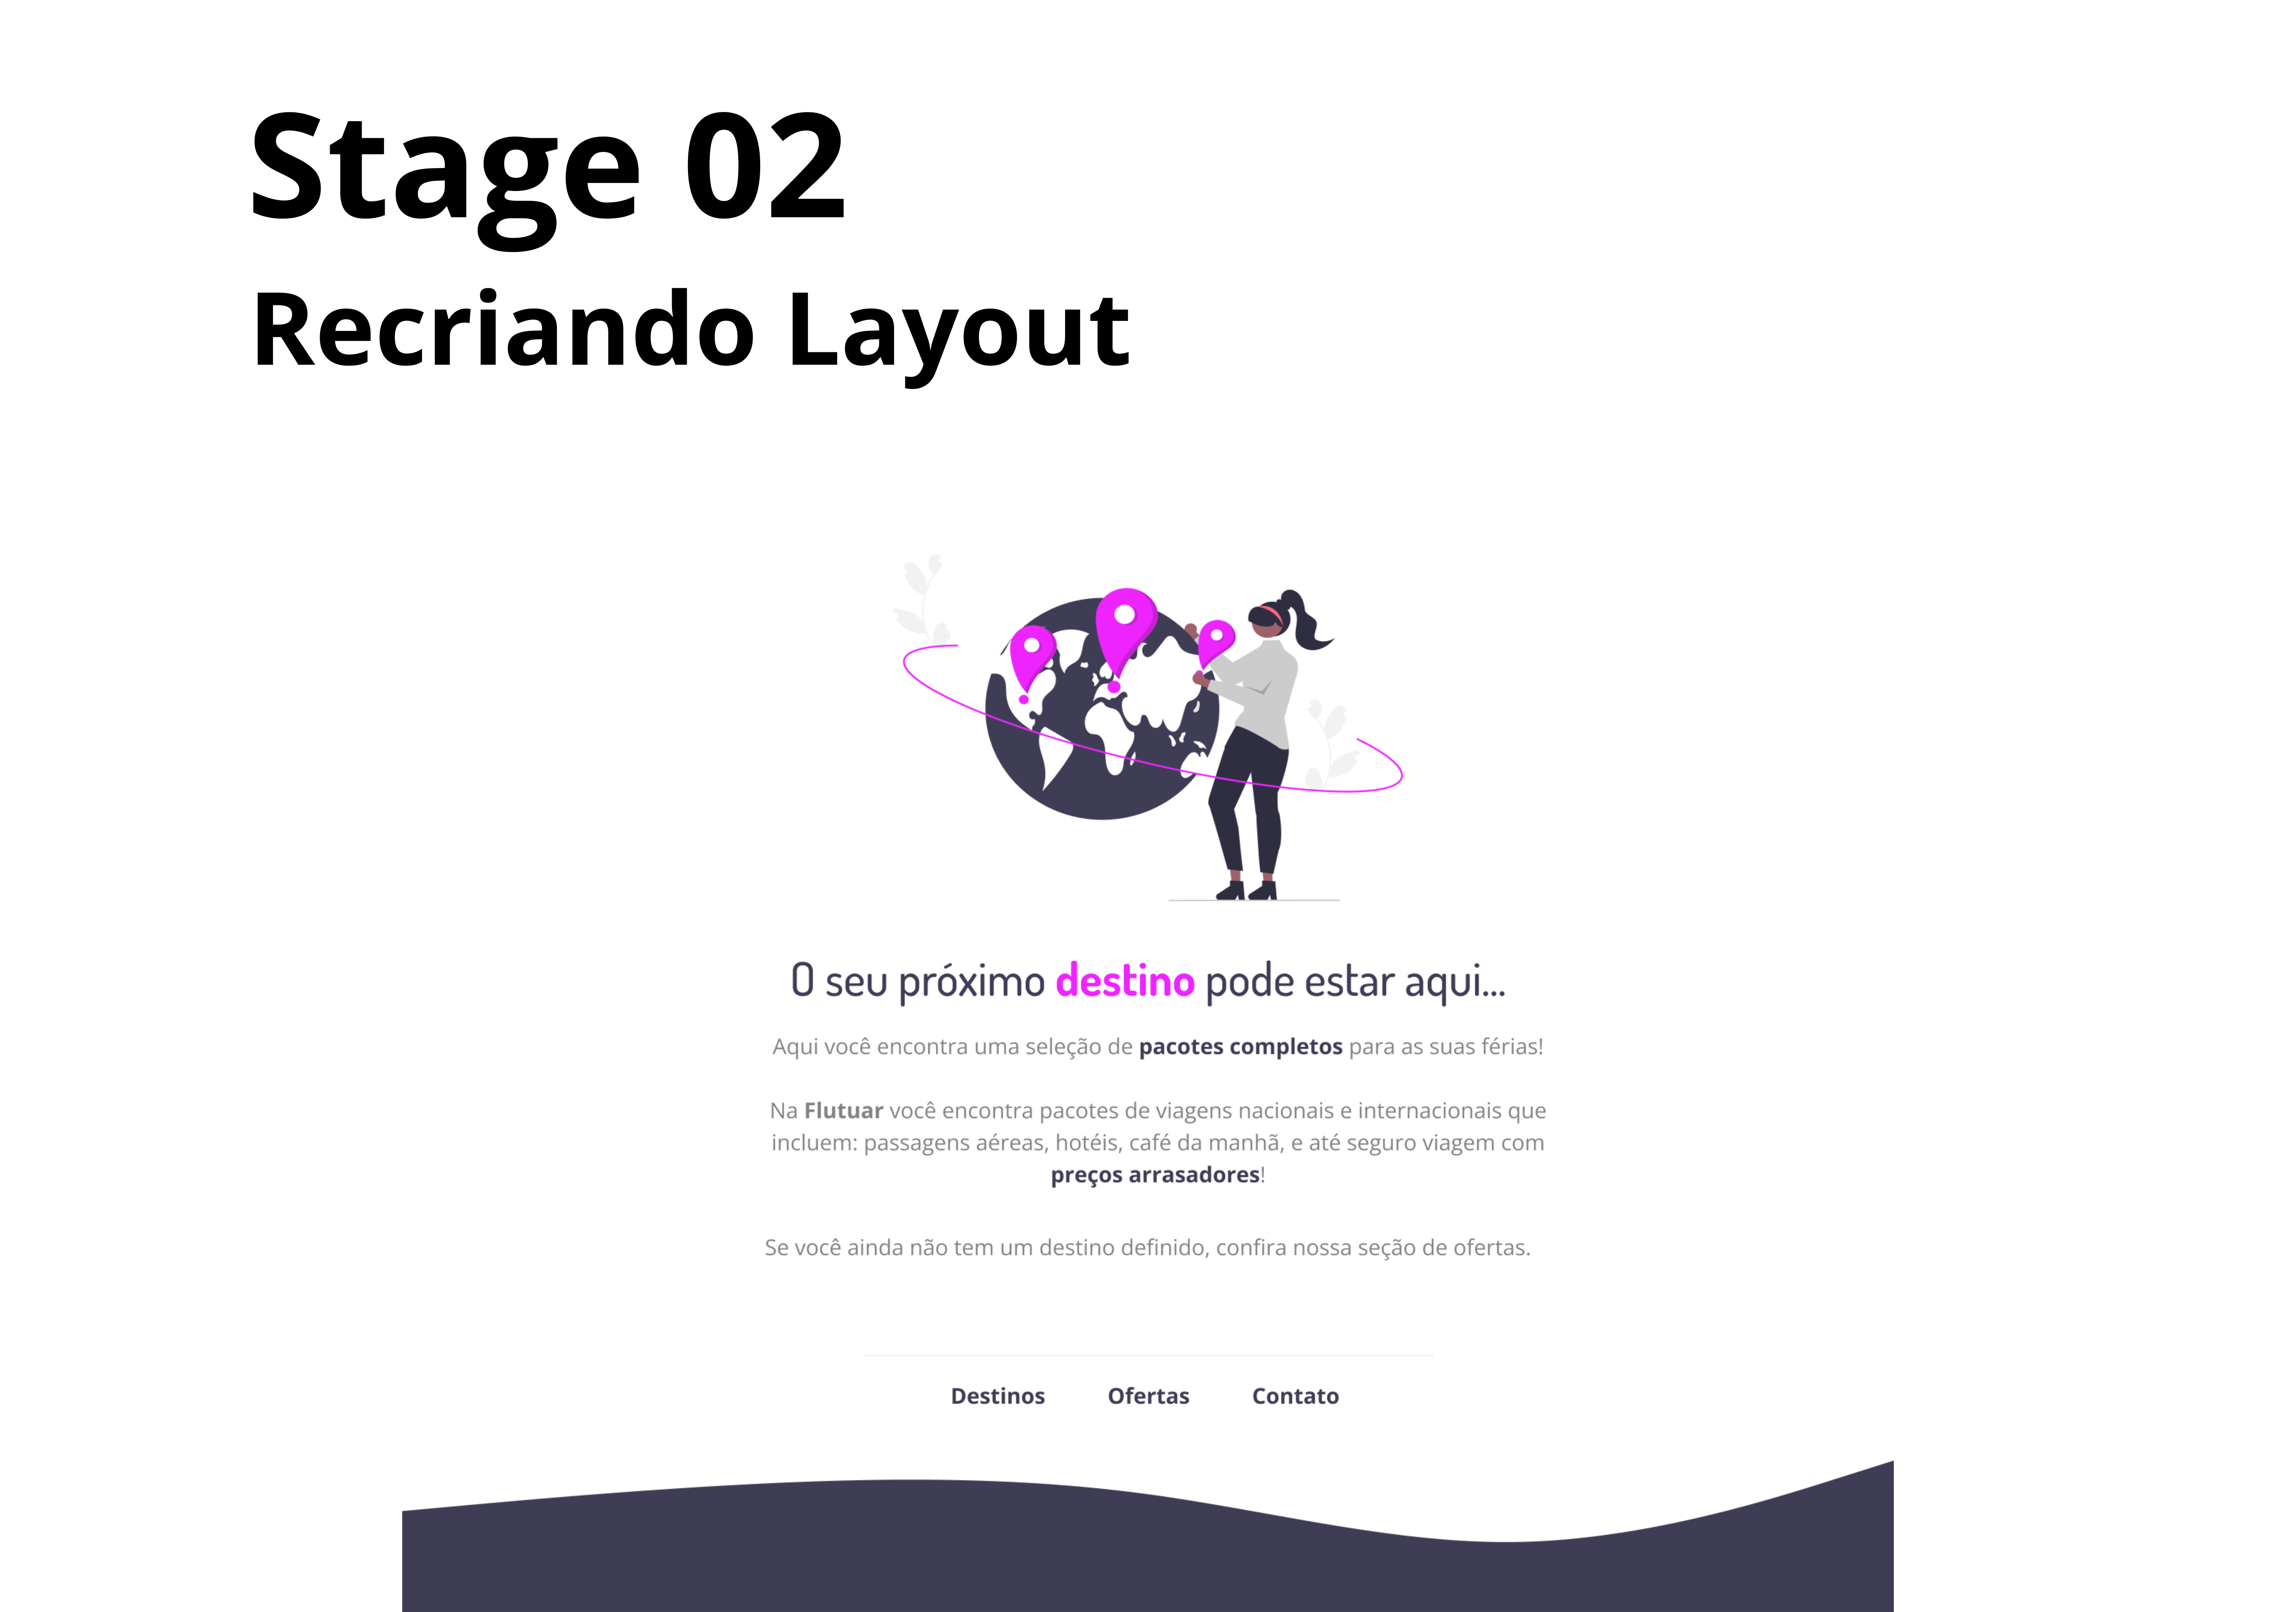 Stage 02
Recriando Layout
O seu próximo destino pode estar aqui...
Aqui você encontra uma seleção de pacotes completos para as suas férias!
Na Flutuar você encontra pacotes de viagens nacionais e internacionais que
incluem: passagens aéreas, hotéis, café da manhã, e até seguro viagem com
preços arrasadores!
Se você ainda não tem um destino definido, confira nossa seção de ofertas.
Destinos Ofertas Contato